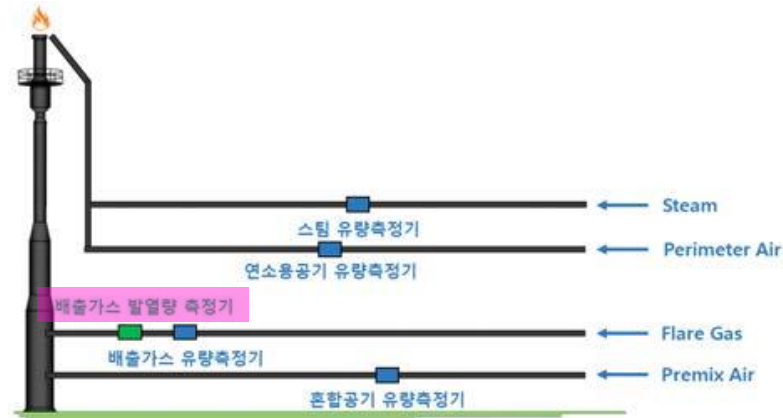 스팀 유량측정기
Steam
연소용공기 유량측정기
Perimeter Air
배출가스 발열량 측정기
Flare Gas
배출가스 유량측정기
Premix Air
혼합공기 유량측정기